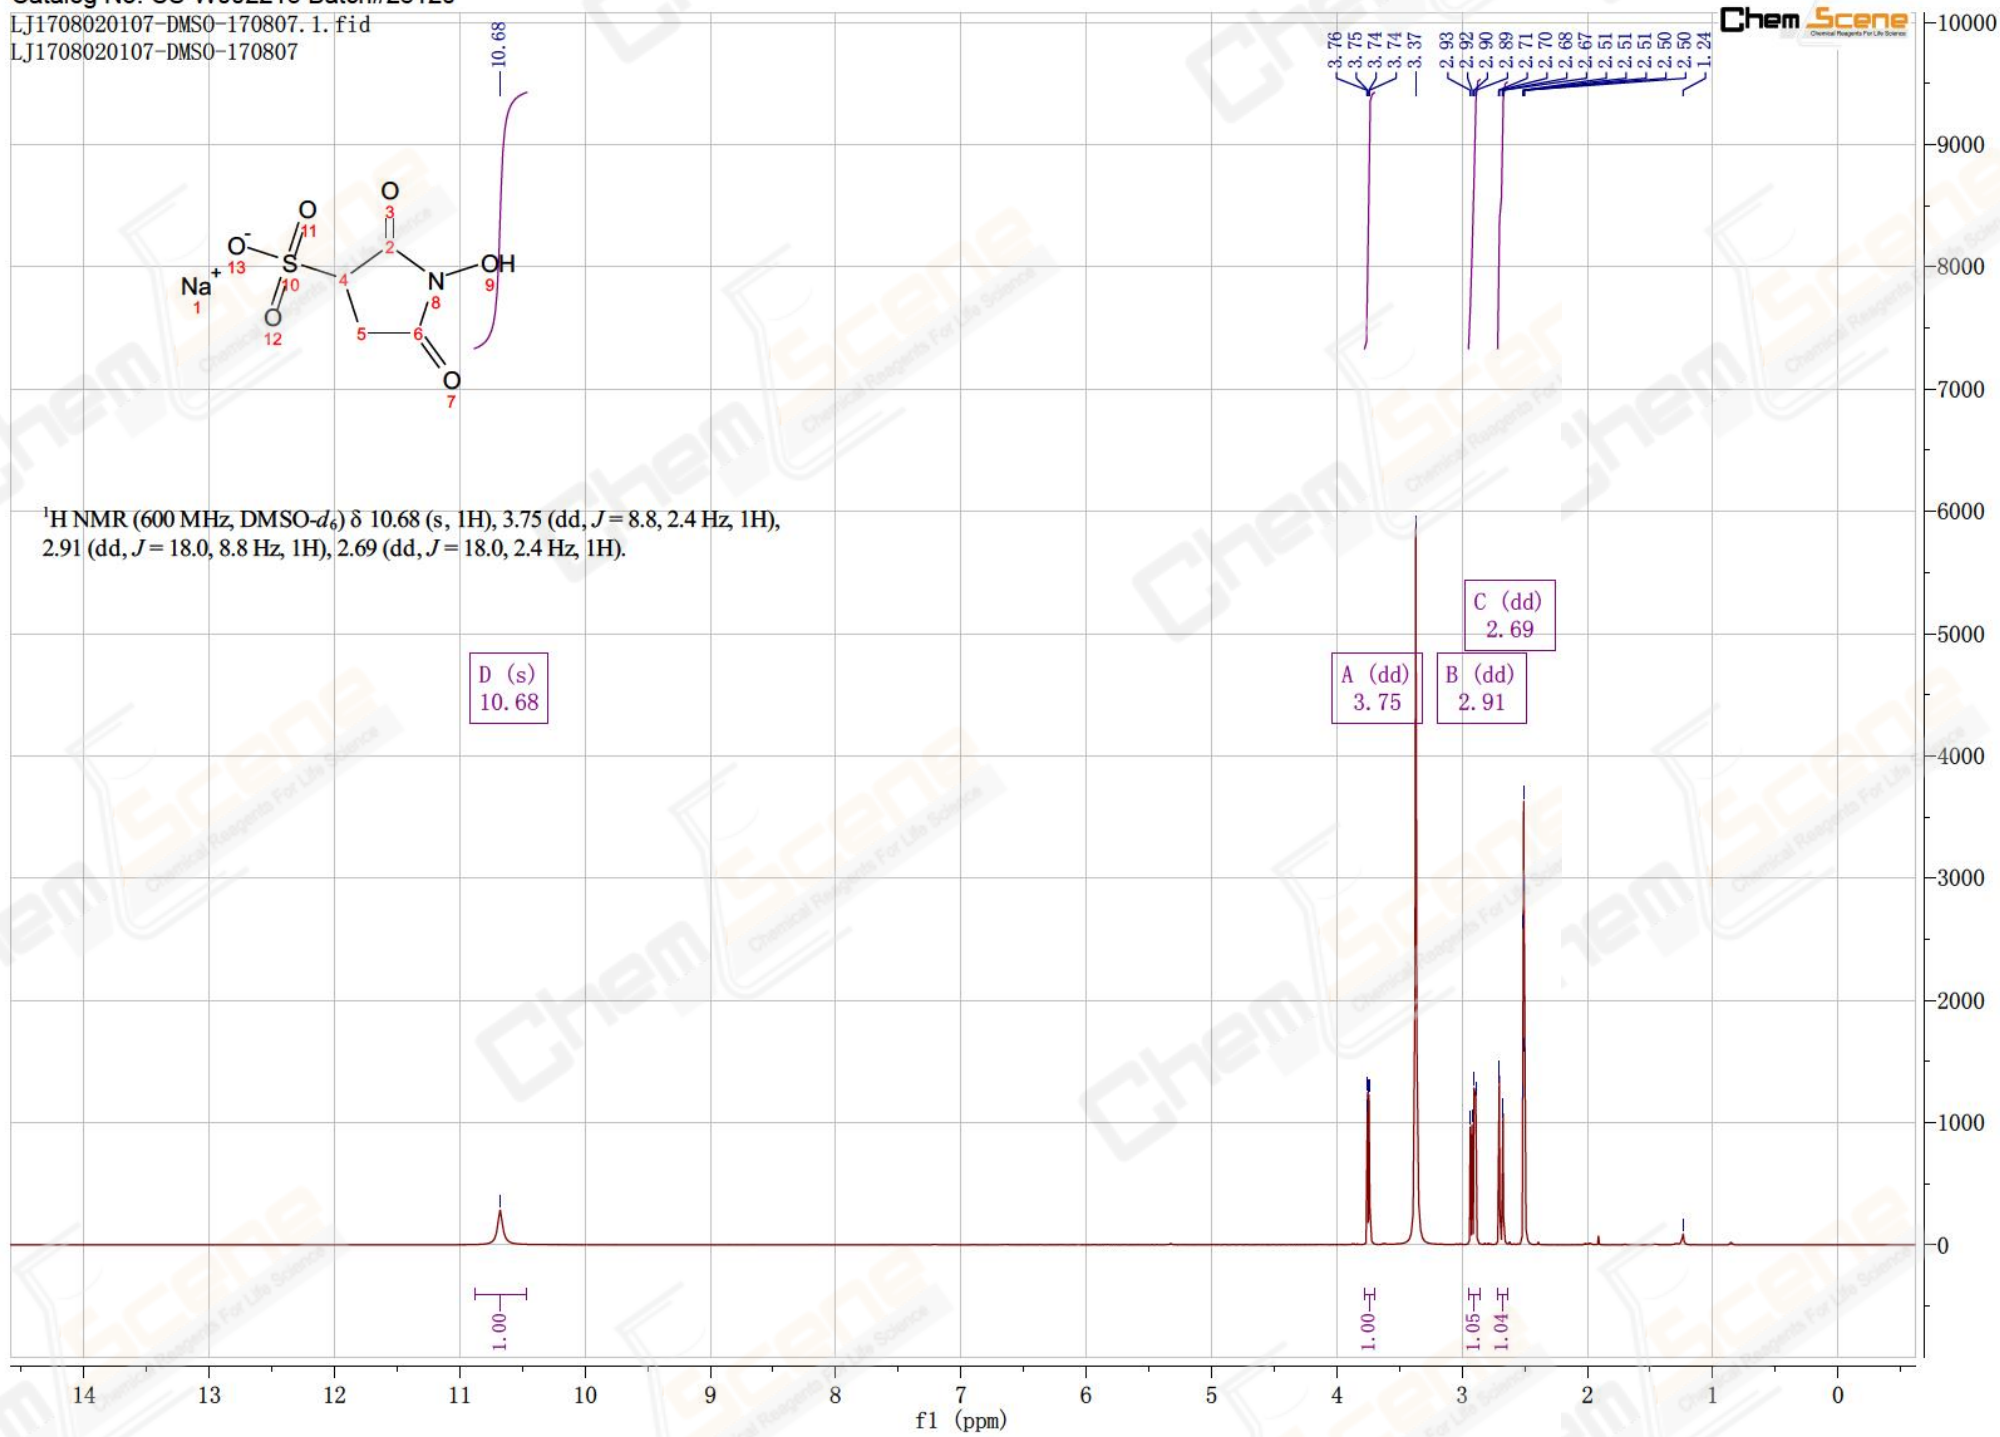 LJ1708020107-DMSO-170807.1.fid
LJ1708020107-DMSO-170807
Chem Scene
Chemical Reagents For Life Science
10.68
3.76
3.75
3.74
3.74
3.37
2.93
2.92
2.90
2.89
2.71
2.70
2.68
2.67
2.51
2.51
2.51
2.50
2.50
1.24
O
3
O
11
O-
13
S
10
Na+
1
O
12
2
4
N
8
OH
9
5
6
O
7
¹H NMR (600 MHz, DMSO-d₆) δ 10.68 (s, 1H), 3.75 (dd, J = 8.8, 2.4 Hz, 1H),
2.91 (dd, J = 18.0, 8.8 Hz, 1H), 2.69 (dd, J = 18.0, 2.4 Hz, 1H).
C (dd)
2.69
D (s)
10.68
A (dd)
3.75
B (dd)
2.91
10000
9000
8000
7000
6000
5000
4000
3000
2000
1000
0
1.00
1.00
1.05
1.04
14 13 12 11 10 9 8 7 6 5 4 3 2 1 0
f1 (ppm)